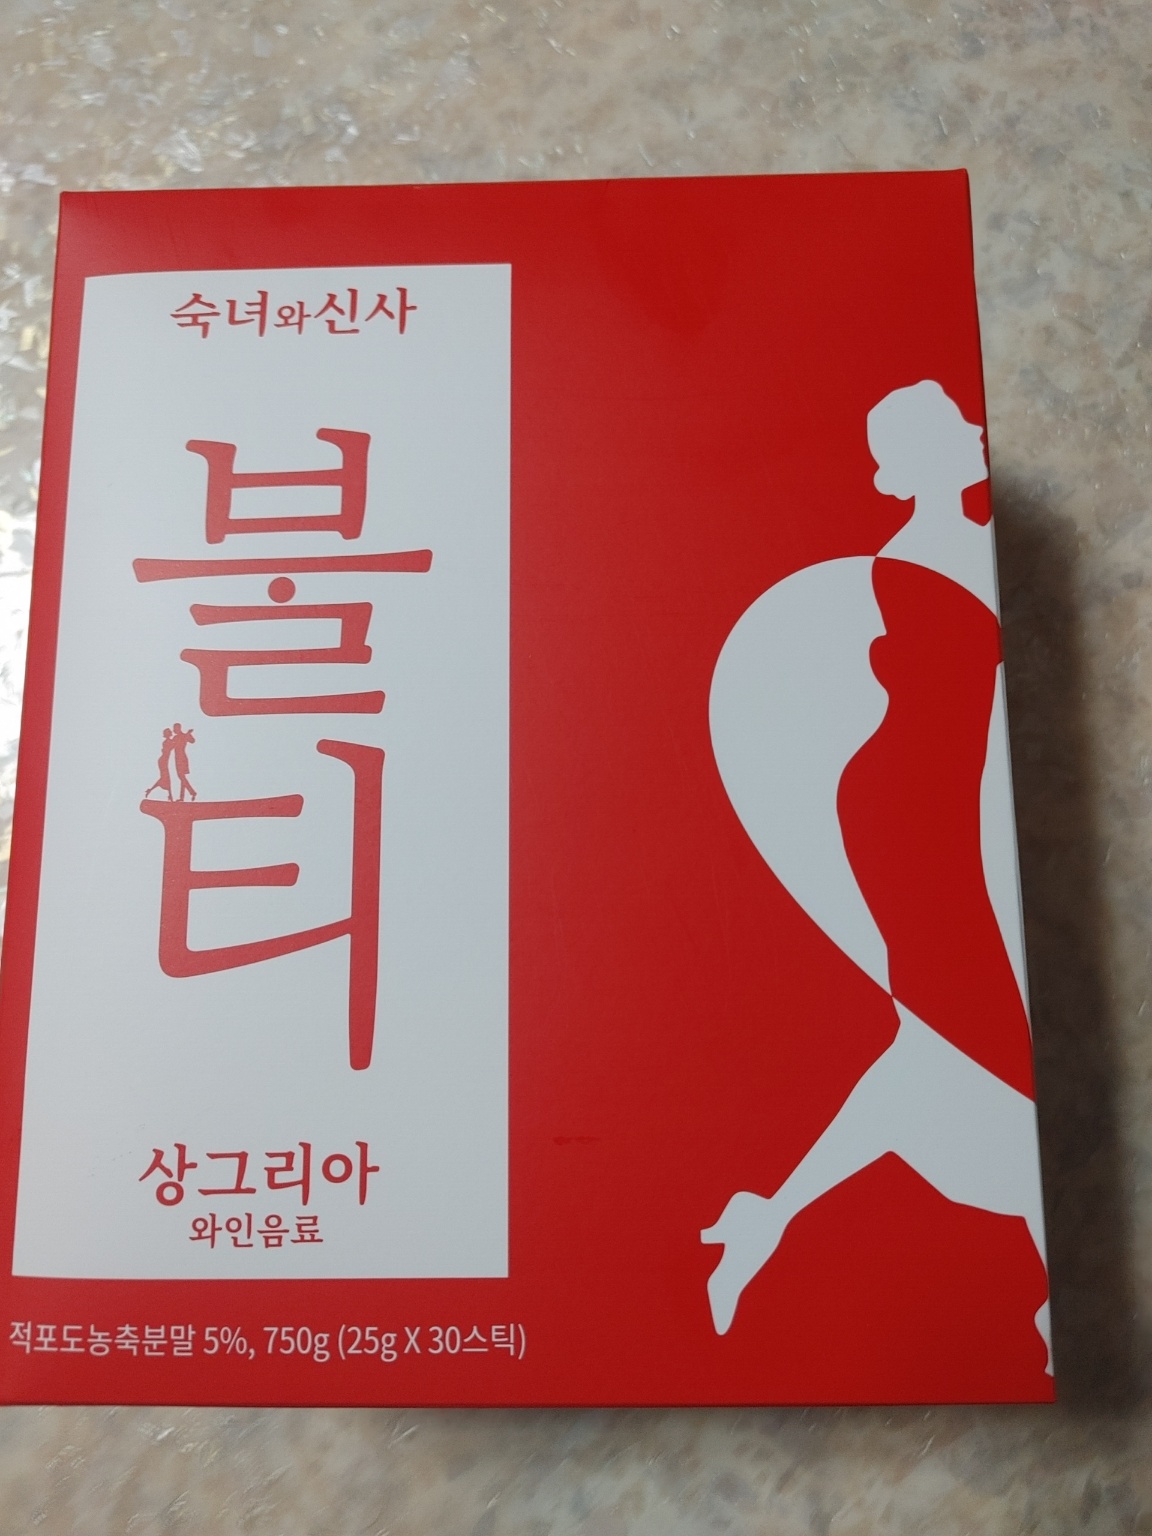 숙녀와신사
블
티
상그리아
와인음료
적포도농축분말 5%, 750g (25g X 30스틱)